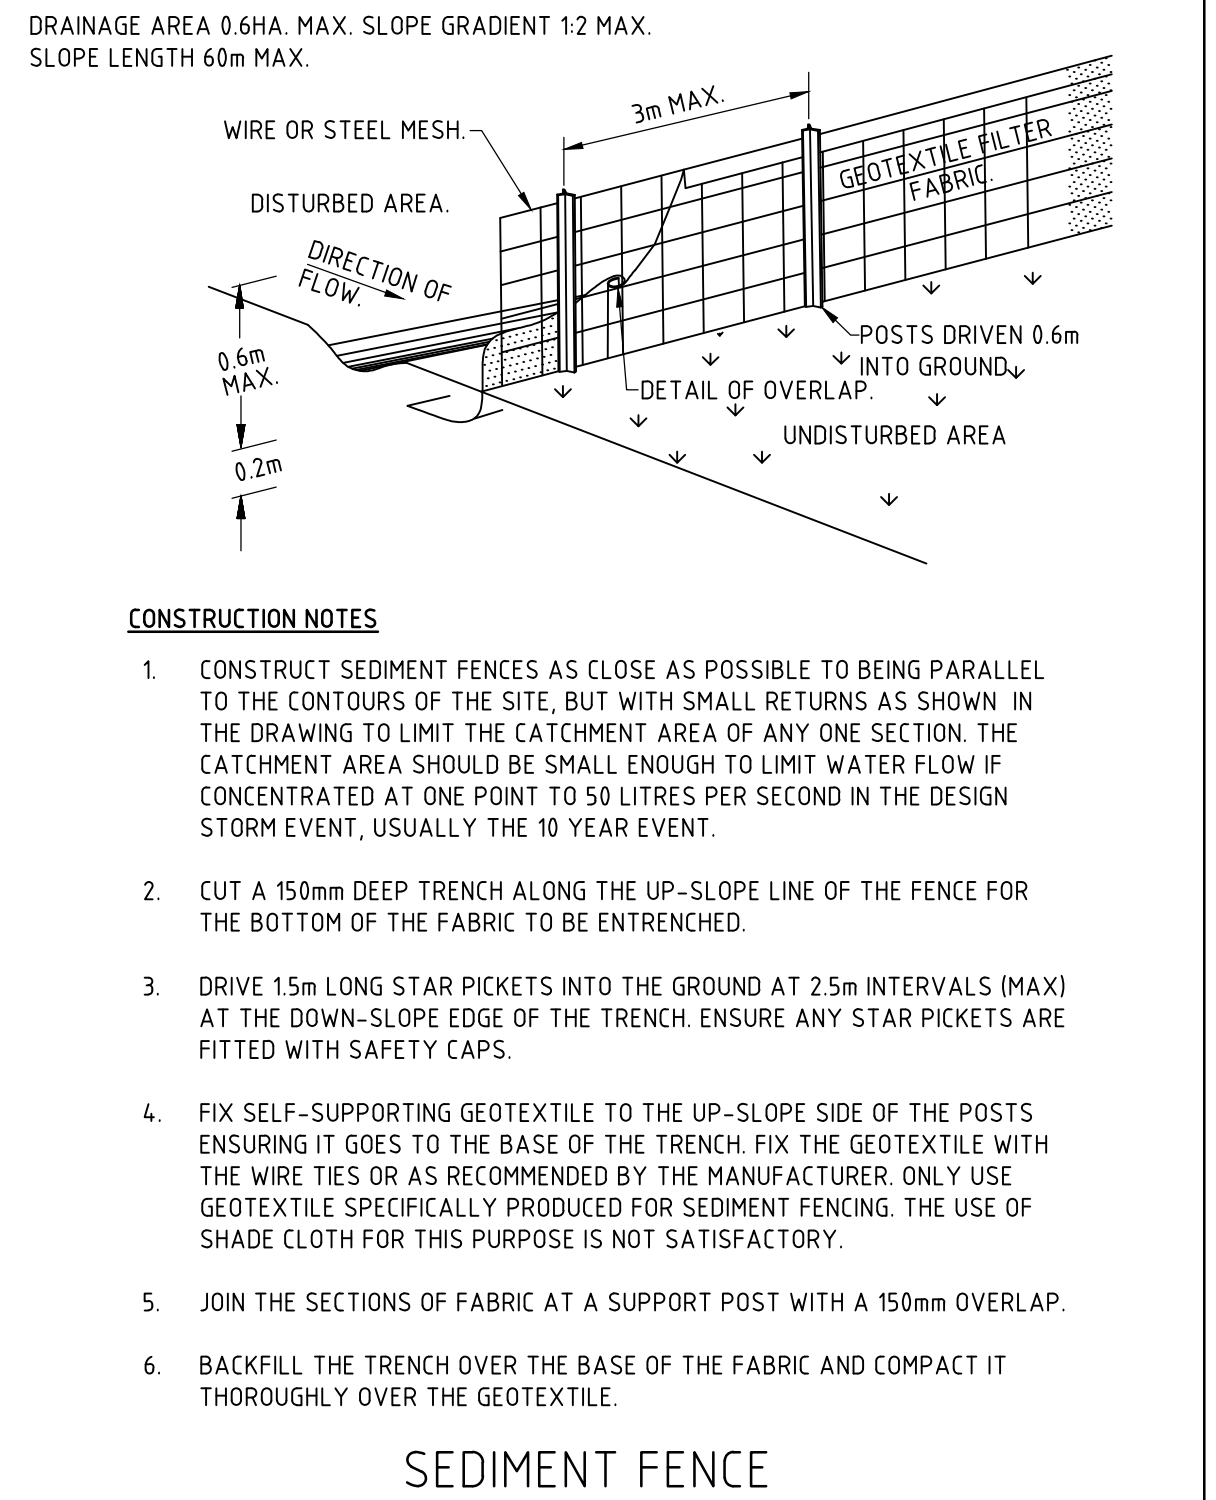 DRAINAGE AREA 0.6HA. MAX. SLOPE GRADIENT 1:2 MAX.
SLOPE LENGTH 60m MAX.
3m MAX.
WIRE OR STEEL MESH.
GEOTEXTILE FILTER
FABRIC.
DISTURBED AREA.
DIRECTION OF
FLOW.
0.6m
MAX.
POSTS DRIVEN 0.6m
INTO GROUND
DETAIL OF OVERLAP.
UNDISTURBED AREA
0.2m
CONSTRUCTION NOTES
1. CONSTRUCT SEDIMENT FENCES AS CLOSE AS POSSIBLE TO BEING PARALLEL
TO THE CONTOURS OF THE SITE, BUT WITH SMALL RETURNS AS SHOWN IN
THE DRAWING TO LIMIT THE CATCHMENT AREA OF ANY ONE SECTION. THE
CATCHMENT AREA SHOULD BE SMALL ENOUGH TO LIMIT WATER FLOW IF
CONCENTRATED AT ONE POINT TO 50 LITRES PER SECOND IN THE DESIGN
STORM EVENT, USUALLY THE 10 YEAR EVENT.
2. CUT A 150mm DEEP TRENCH ALONG THE UP-SLOPE LINE OF THE FENCE FOR
THE BOTTOM OF THE FABRIC TO BE ENTRENCHED.
3. DRIVE 1.5m LONG STAR PICKETS INTO THE GROUND AT 2.5m INTERVALS (MAX)
AT THE DOWN-SLOPE EDGE OF THE TRENCH. ENSURE ANY STAR PICKETS ARE
FITTED WITH SAFETY CAPS.
4. FIX SELF-SUPPORTING GEOTEXTILE TO THE UP-SLOPE SIDE OF THE POSTS
ENSURING IT GOES TO THE BASE OF THE TRENCH. FIX THE GEOTEXTILE WITH
THE WIRE TIES OR AS RECOMMENDED BY THE MANUFACTURER. ONLY USE
GEOTEXTILE SPECIFICALLY PRODUCED FOR SEDIMENT FENCING. THE USE OF
SHADE CLOTH FOR THIS PURPOSE IS NOT SATISFACTORY.
5. JOIN THE SECTIONS OF FABRIC AT A SUPPORT POST WITH A 150mm OVERLAP.
6. BACKFILL THE TRENCH OVER THE BASE OF THE FABRIC AND COMPACT IT
THOROUGHLY OVER THE GEOTEXTILE.
SEDIMENT FENCE